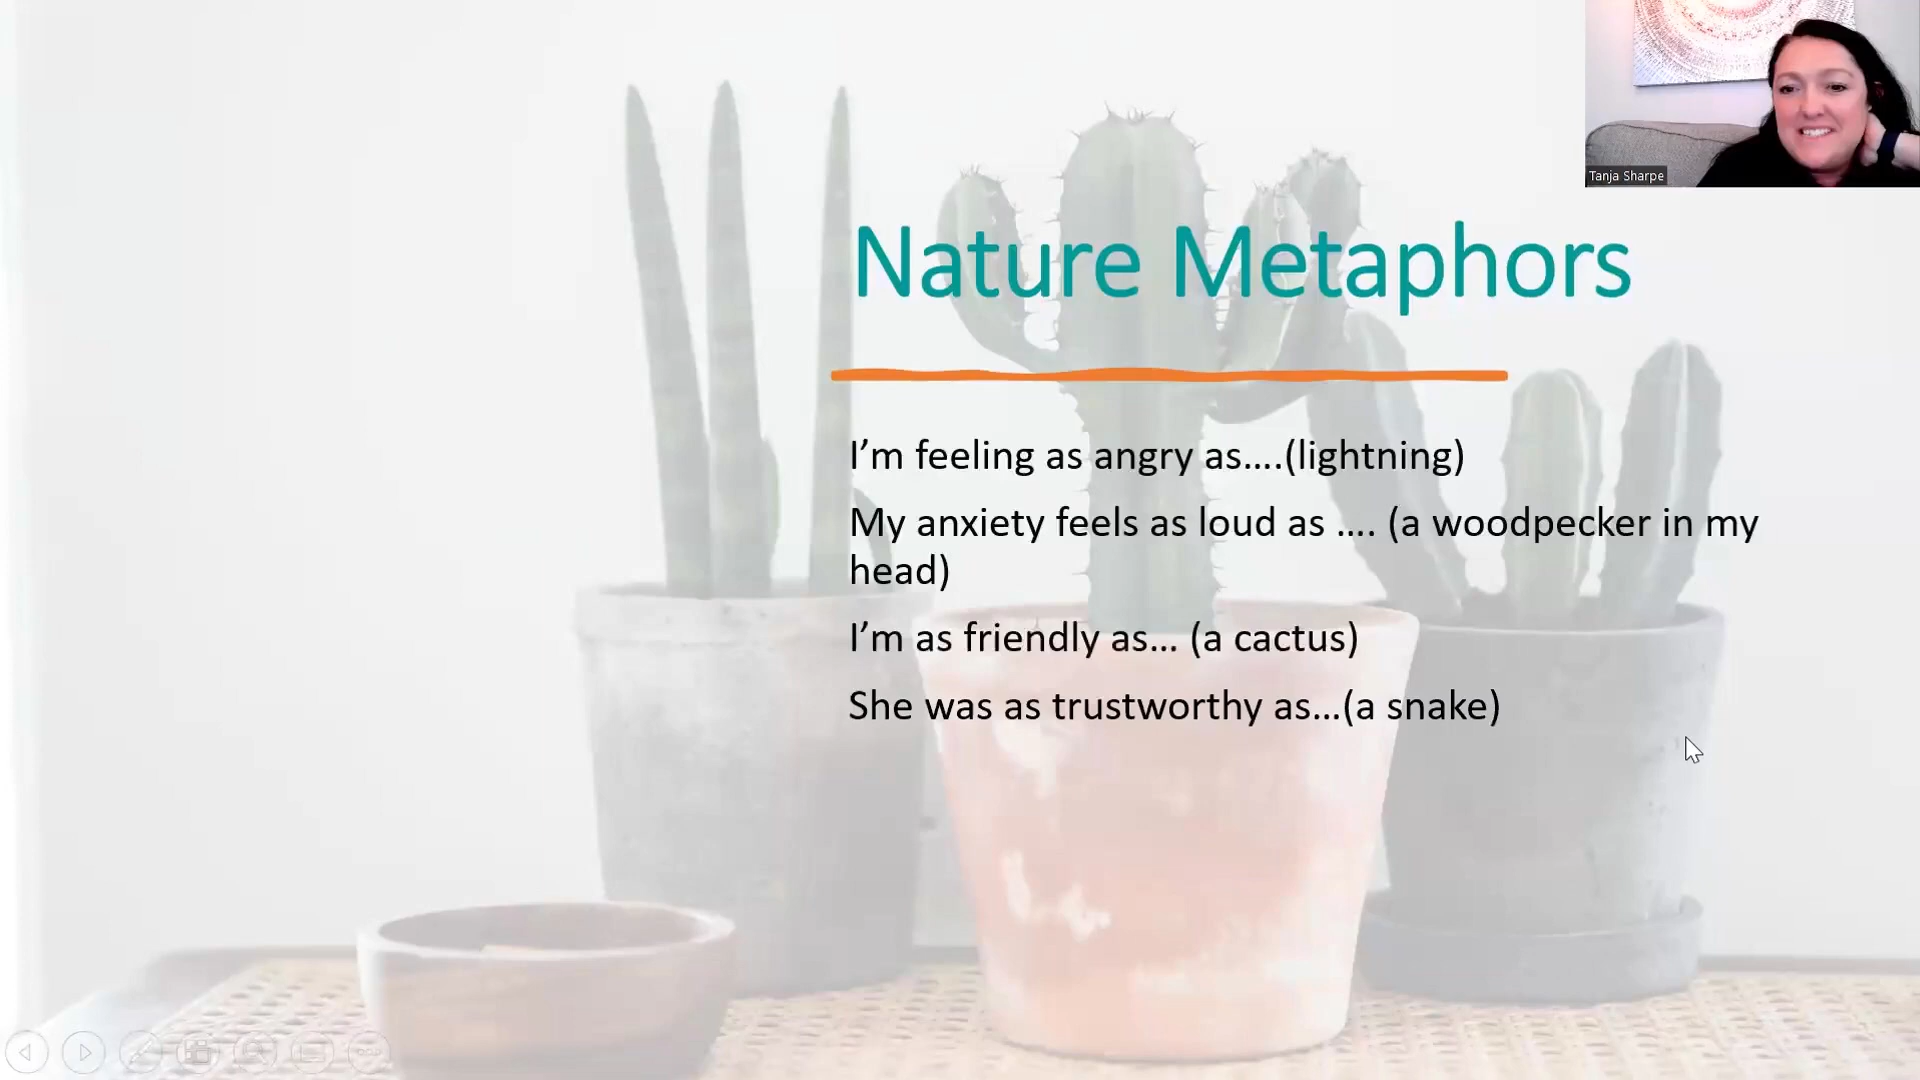 Tanja Sharpe
Nature Metaphors
I’m feeling as angry as….(lightning)
My anxiety feels as loud as …. (a woodpecker in my
head)
I’m as friendly as… (a cactus)
She was as trustworthy as…(a snake)